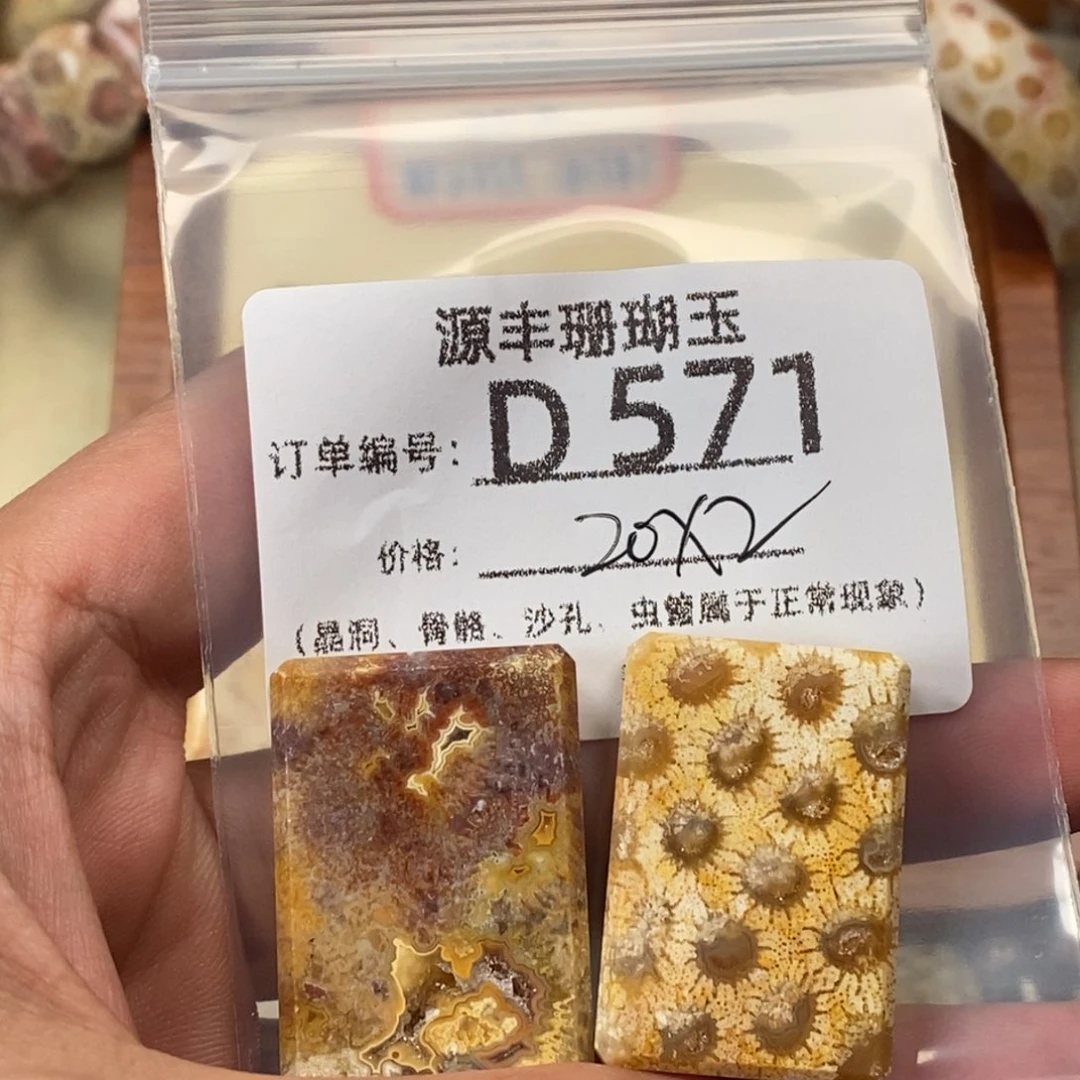 源丰珊瑚玉
订单编号: D571
价格: 20X2
(晶洞、骨骼、沙孔、虫管属于正常现象)